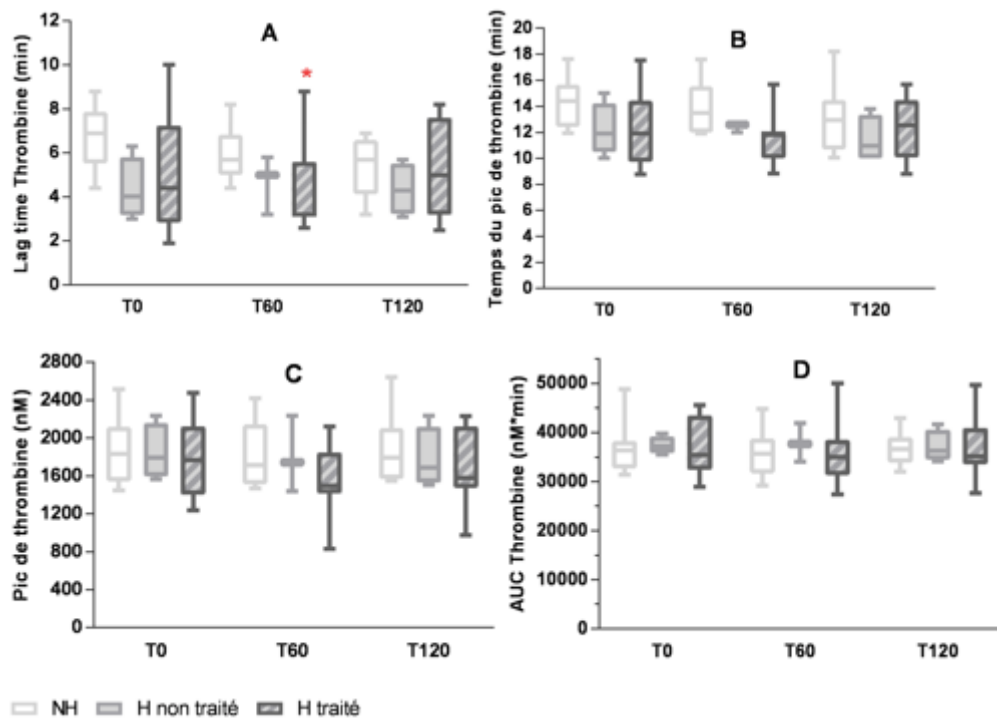 A
Lag time Thrombine (min)
12
10
8
6
4
2
0
*
T0 T60 T120
B
Temps du pic de thrombine (min)
20
18
16
14
12
10
8
6
4
2
0
T0 T60 T120
C
Pic de thrombine (nM)
2800
2400
2000
1600
1200
800
400
0
T0 T60 T120
D
AUC Thrombine (nM*min)
50000
40000
30000
20000
10000
0
T0 T60 T120
NH H non traité H traité